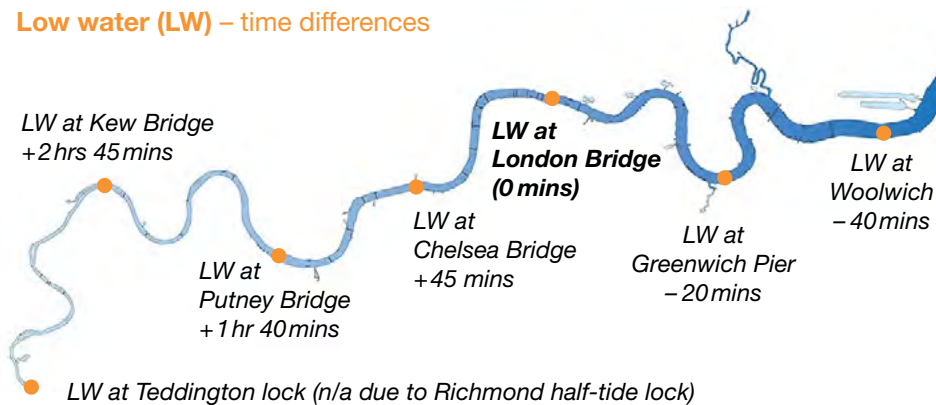 Low water (LW) – time differences
LW at Kew Bridge
+2 hrs 45 mins
LW at
London Bridge
(0 mins)
LW at
Woolwich
– 40 mins
LW at
Chelsea Bridge
+45 mins
LW at
Greenwich Pier
– 20 mins
LW at
Putney Bridge
+1 hr 40 mins
LW at Teddington lock (n/a due to Richmond half-tide lock)